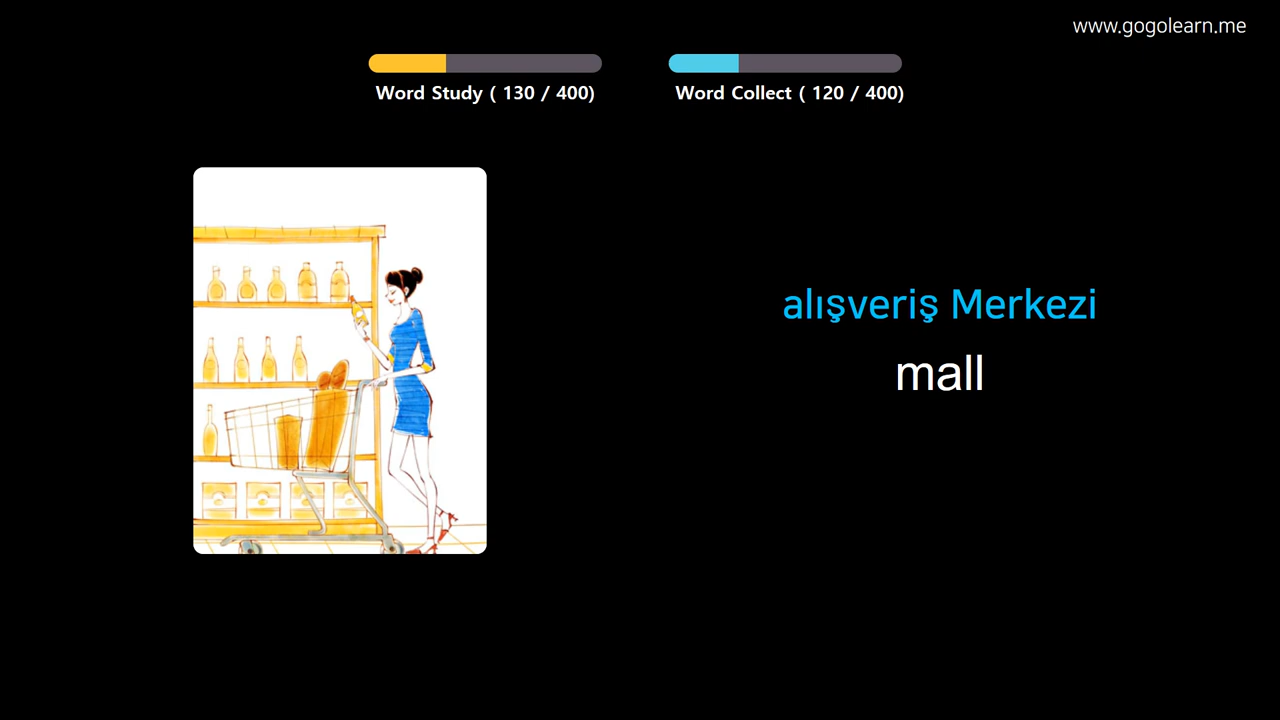 www.gogolearn.me
Word Study ( 130 / 400)
Word Collect ( 120 / 400)
alışveriş Merkezi
mall